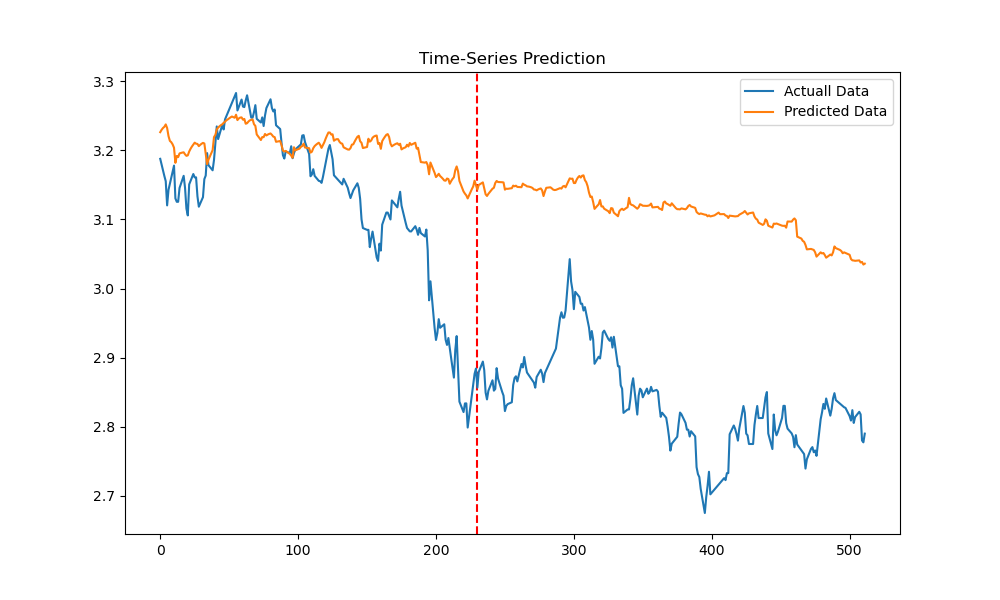 Time-Series Prediction
Actuall Data
Predicted Data
3.3
3.2
3.1
3.0
2.9
2.8
2.7
0 100 200 300 400 500